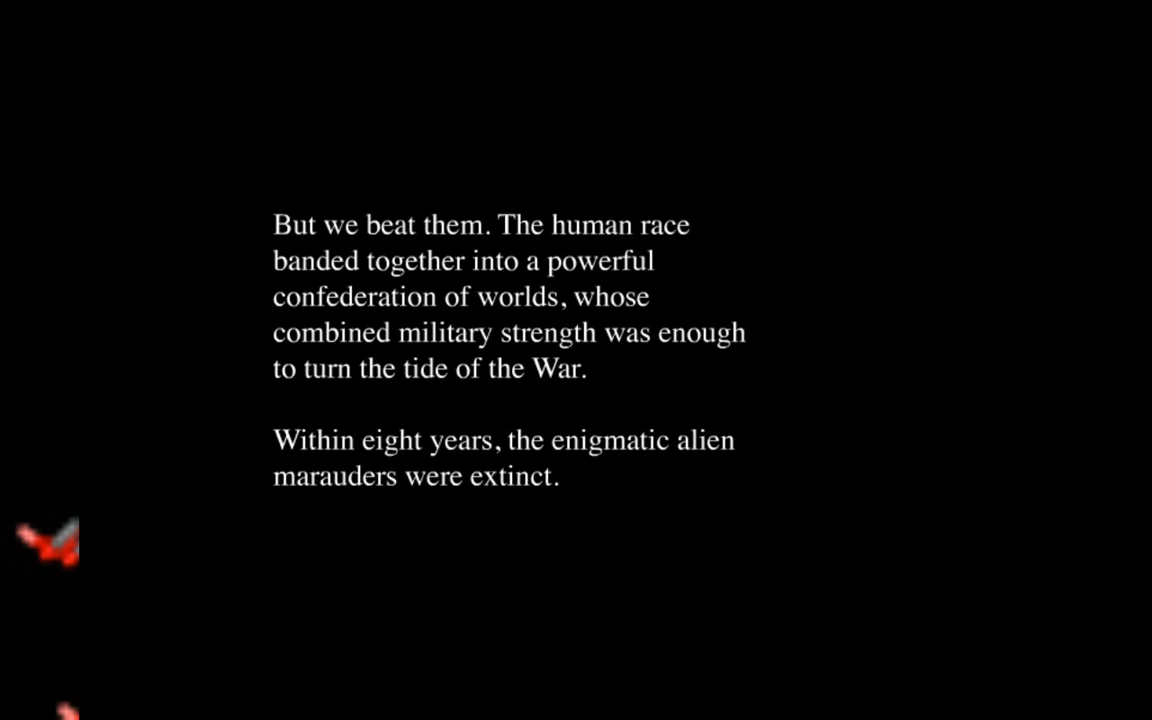 But we beat them. The human race
banded together into a powerful
confederation of worlds, whose
combined military strength was enough
to turn the tide of the War.
Within eight years, the enigmatic alien
marauders were extinct.